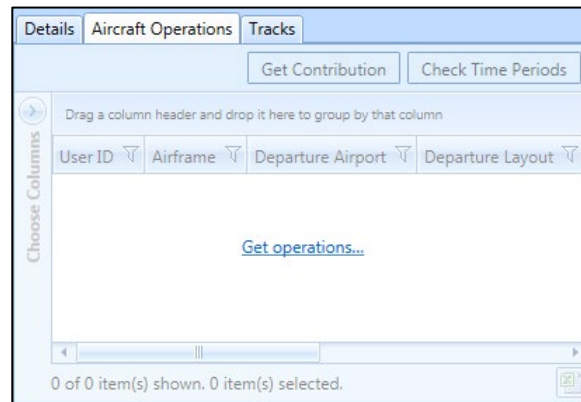 Details Aircraft Operations Tracks
Get Contribution Check Time Periods
Drag a column header and drop it here to group by that column
Choose Columns
User ID Airframe Departure Airport Departure Layout
Get operations...
0 of 0 item(s) shown. 0 item(s) selected.